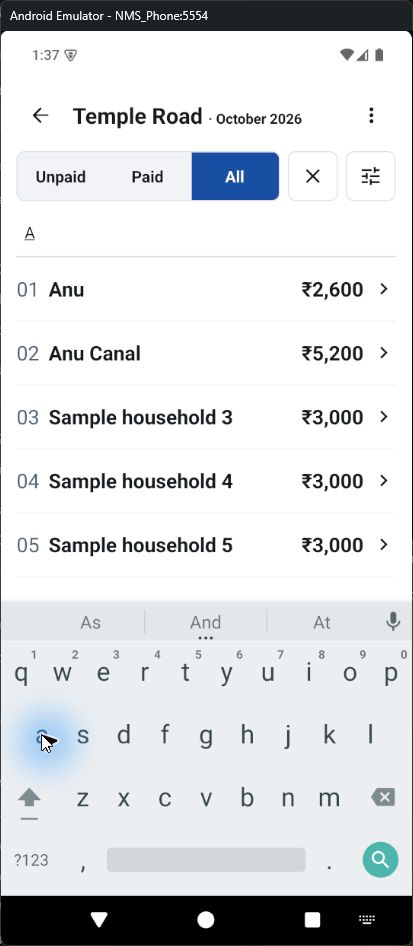 Android Emulator - NMS_Phone:5554
1:37
Temple Road · October 2026
Unpaid Paid All
A
01 Anu ₹2,600
02 Anu Canal ₹5,200
03 Sample household 3 ₹3,000
04 Sample household 4 ₹3,000
05 Sample household 5 ₹3,000
As And At
1 2 3 4 5 6 7 8 9 0
q w e r t y u i o p
a s d f g h j k l
z x c v b n m
?123 , .